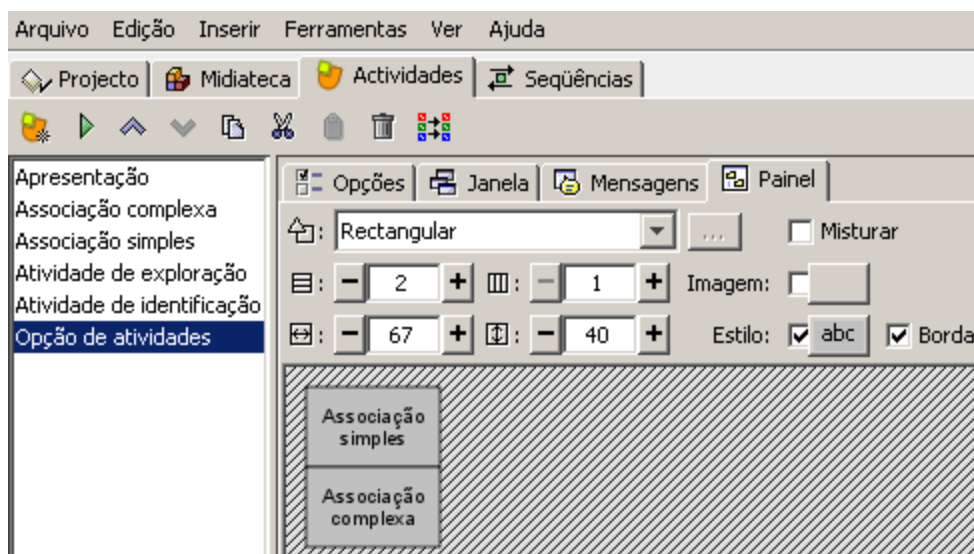 Arquivo Edição Inserir Ferramentas Ver Ajuda
Projecto Midiateca Actividades Seqüências
Apresentação
Associação complexa
Associação simples
Atividade de exploração
Atividade de identificação
Opção de atividades
Opções Janela Mensagens Painel
: Rectangular ... Misturar
: 2 : 1 Imagem:
: 67 : 40 Estilo: abc Borda
Associação
simples
Associação
complexa